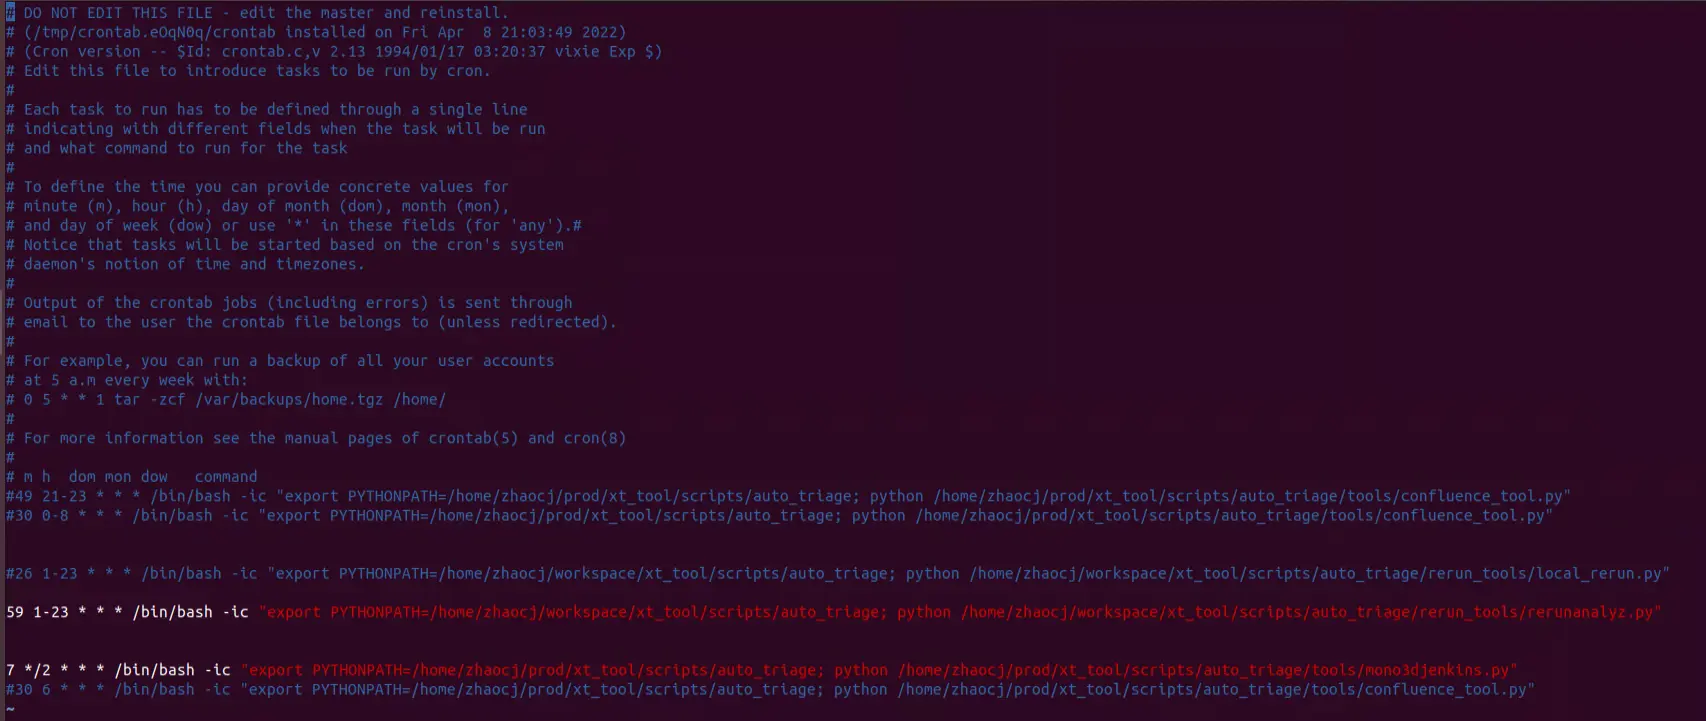 # DO NOT EDIT THIS FILE - edit the master and reinstall.
# (/tmp/crontab.eOqN0q/crontab installed on Fri Apr  8 21:03:49 2022)
# (Cron version -- $Id: crontab.c,v 2.13 1994/01/17 03:20:37 vixie Exp $)
# Edit this file to introduce tasks to be run by cron.
#
# Each task to run has to be defined through a single line
# indicating with different fields when the task will be run
# and what command to run for the task
#
# To define the time you can provide concrete values for
# minute (m), hour (h), day of month (dom), month (mon),
# and day of week (dow) or use '*' in these fields (for 'any').#
# Notice that tasks will be started based on the cron's system
# daemon's notion of time and timezones.
#
# Output of the crontab jobs (including errors) is sent through
# email to the user the crontab file belongs to (unless redirected).
#
# For example, you can run a backup of all your user accounts
# at 5 a.m every week with:
# 0 5 * * 1 tar -zcf /var/backups/home.tgz /home/
#
# For more information see the manual pages of crontab(5) and cron(8)
#
# m h  dom mon dow   command
#49 21-23 * * * /bin/bash -ic "export PYTHONPATH=/home/zhaocj/prod/xt_tool/scripts/auto_triage; python /home/zhaocj/prod/xt_tool/scripts/auto_triage/tools/confluence_tool.py"
#30 0-8 * * * /bin/bash -ic "export PYTHONPATH=/home/zhaocj/prod/xt_tool/scripts/auto_triage; python /home/zhaocj/prod/xt_tool/scripts/auto_triage/tools/confluence_tool.py"
#26 1-23 * * * /bin/bash -ic "export PYTHONPATH=/home/zhaocj/workspace/xt_tool/scripts/auto_triage; python /home/zhaocj/workspace/xt_tool/scripts/auto_triage/rerun_tools/local_rerun.py"
59 1-23 * * * /bin/bash -ic "export PYTHONPATH=/home/zhaocj/workspace/xt_tool/scripts/auto_triage; python /home/zhaocj/workspace/xt_tool/scripts/auto_triage/rerun_tools/rerunanalyz.py"
7 */2 * * * /bin/bash -ic "export PYTHONPATH=/home/zhaocj/prod/xt_tool/scripts/auto_triage; python /home/zhaocj/prod/xt_tool/scripts/auto_triage/tools/mono3djenkins.py"
#30 6 * * * /bin/bash -ic "export PYTHONPATH=/home/zhaocj/prod/xt_tool/scripts/auto_triage; python /home/zhaocj/prod/xt_tool/scripts/auto_triage/tools/confluence_tool.py"
~